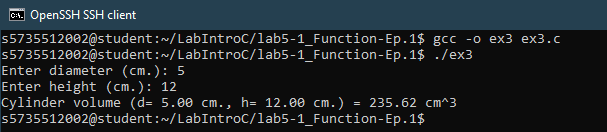 OpenSSH SSH client
s5735512002@student:~/LabIntroC/lab5-1_Function-Ep.1$ gcc -o ex3 ex3.c
s5735512002@student:~/LabIntroC/lab5-1_Function-Ep.1$ ./ex3
Enter diameter (cm.): 5
Enter height (cm.): 12
Cylinder volume (d= 5.00 cm., h= 12.00 cm.) = 235.62 cm^3
s5735512002@student:~/LabIntroC/lab5-1_Function-Ep.1$